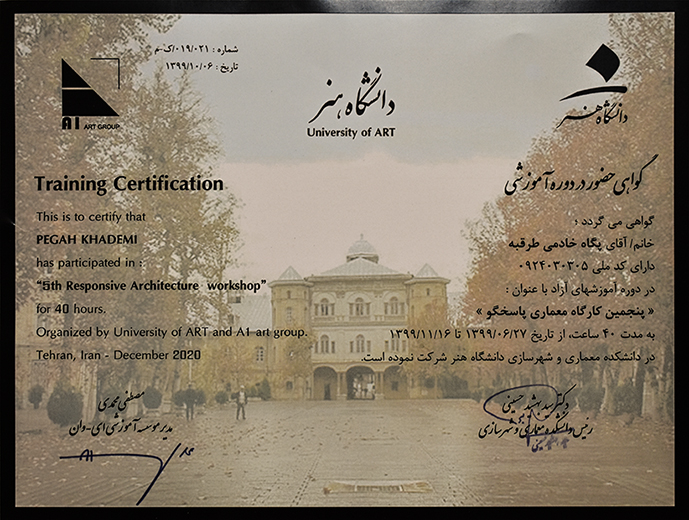 شماره : ۰۱۹/۰۲۱/ک-م
تاریخ : ۱۳۹۹/۱۰/۰۶
A1 ART GROUP
دانشگاه هنر
University of ART
دانشگاه هنر
Training Certification
This is to certify that
PEGAH KHADEMI
has participated in :
“5th Responsive Architecture workshop”
for 40 hours.
Organized by University of ART and A1 art group.
Tehran, Iran - December 2020
گواهی حضور در دوره آموزشی
گواهی می گردد ؛
خانم/ آقای پگاه خادمی طرقبه
دارای کد ملی ۰۹۲۴۰۳۰۳۰۵
در دوره آموزشهای آزاد با عنوان :
« پنجمین کارگاه معماری پاسخگو »
به مدت ۴۰ ساعت، از تاریخ ۱۳۹۹/۰۶/۲۷ تا ۱۳۹۹/۱۱/۱۶
در دانشکده معماری و شهرسازی دانشگاه هنر شرکت نموده است.
مصطفی محمدی
مدیر موسسه آموزشی ای-وان
A1
دکتر سید بهشید حسینی
رئیس دانشکده معماری و شهرسازی